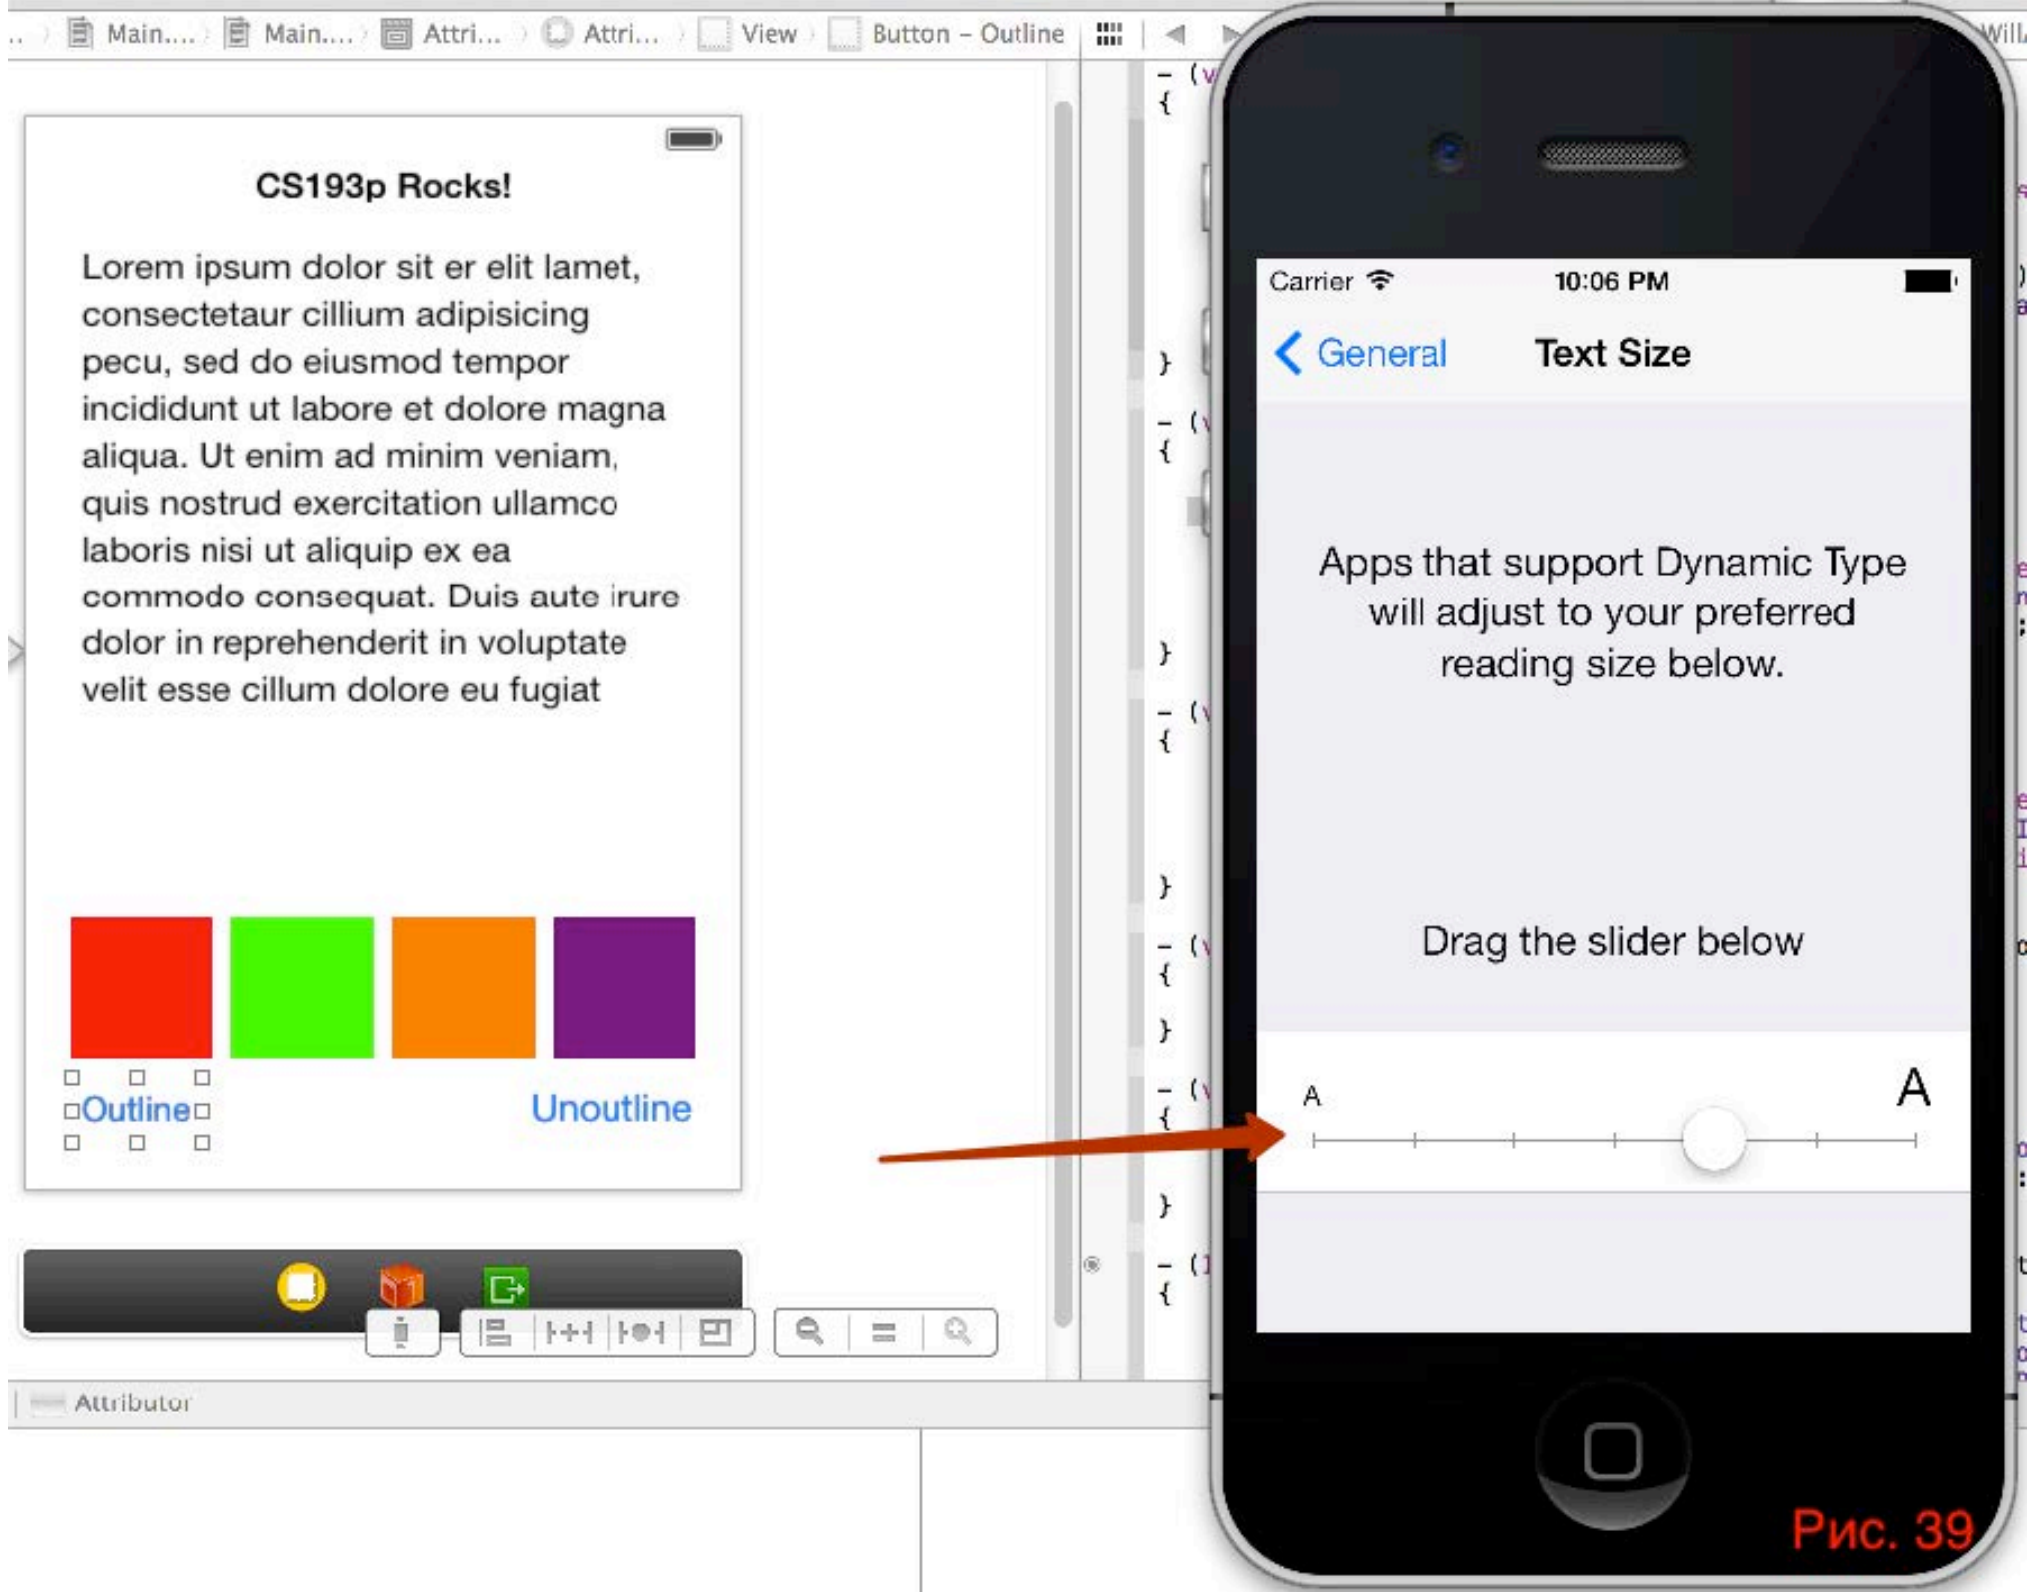 Main.... Main.... Attri... Attri... View Button – Outline
CS193p Rocks!
Lorem ipsum dolor sit er elit lamet,
consectetaur cillium adipisicing
pecu, sed do eiusmod tempor
incididunt ut labore et dolore magna
aliqua. Ut enim ad minim veniam,
quis nostrud exercitation ullamco
laboris nisi ut aliquip ex ea
commodo consequat. Duis aute irure
dolor in reprehenderit in voluptate
velit esse cillum dolore eu fugiat
Outline Unoutline
Attributor
- (v
{
}
- (v
{
}
- (v
{
}
- (v
{
}
- (v
{
}
- (
{
Carrier 10:06 PM
General Text Size
Apps that support Dynamic Type
will adjust to your preferred
reading size below.
Drag the slider below
A A
Рис. 39